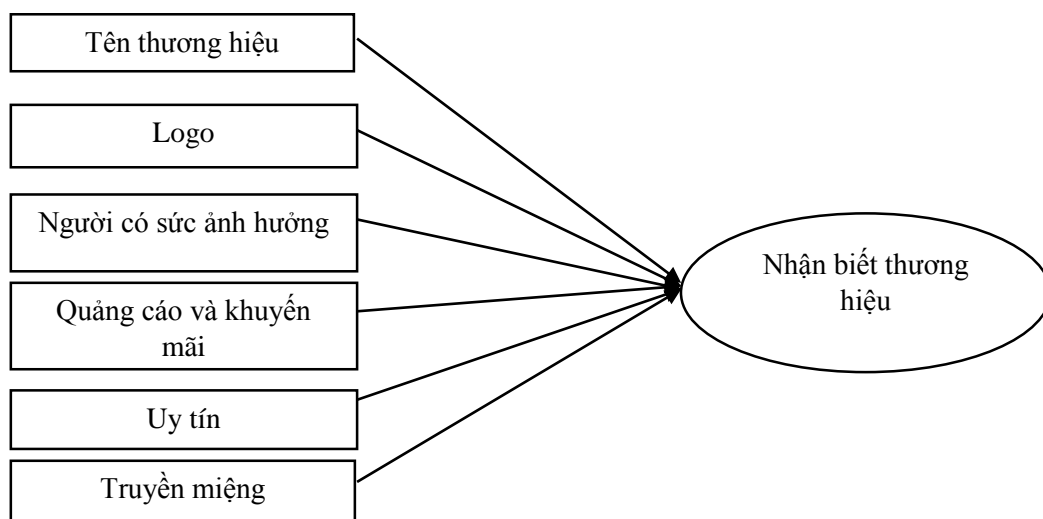 Tên thương hiệu
Logo
Người có sức ảnh hưởng
Quảng cáo và khuyến
mãi
Uy tín
Truyền miệng
Nhận biết thương
hiệu